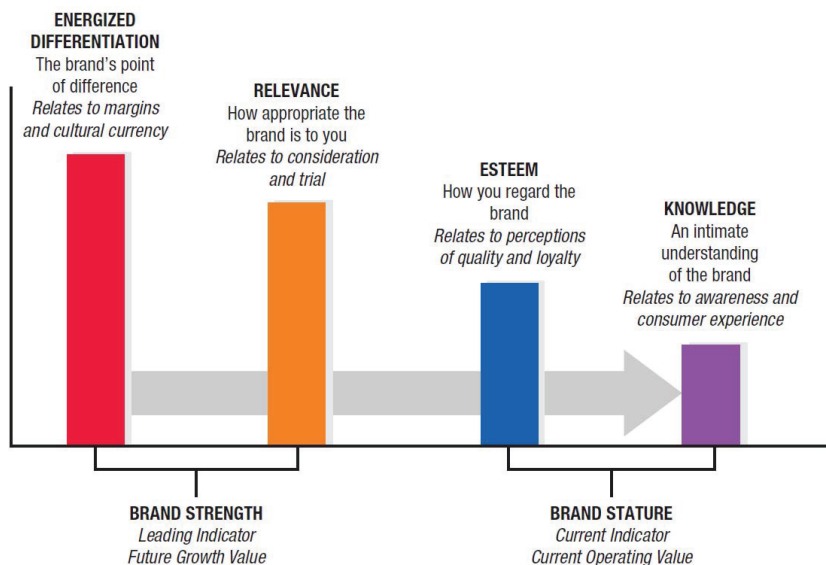 ENERGIZED
DIFFERENTIATION
The brand's point
of difference
Relates to margins
and cultural currency
RELEVANCE
How appropriate the
brand is to you
Relates to consideration
and trial
ESTEEM
How you regard the
brand
Relates to perceptions
of quality and loyalty
KNOWLEDGE
An intimate
understanding
of the brand
Relates to awareness and
consumer experience
BRAND STRENGTH
Leading Indicator
Future Growth Value
BRAND STATURE
Current Indicator
Current Operating Value